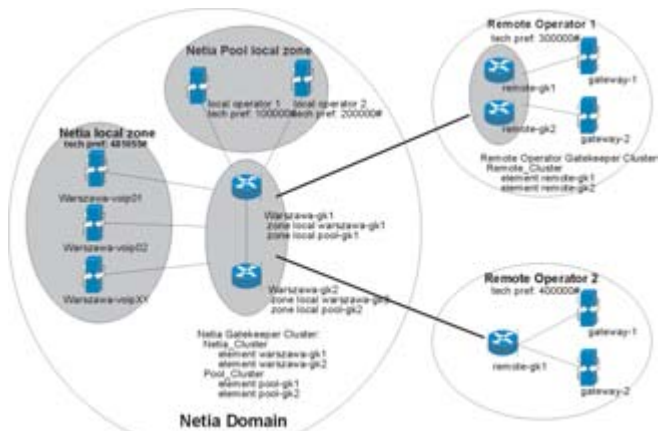 Netia Pool local zone
local operator 1
tech pref: 100000#
local operator 2
tech pref: 200000#
Netia local zone
tech pref:
Warszawa-voip01
Warszawa-voip02
Warszawa-voipXY
Warszawa-gk1
zone local warszawa-gk1
zone local pool-gk1
Warszawa-gk2
zone local warszawa-gk2
zone local pool-gk2
Netia Gatekeeper Cluster:
Netia_Cluster
element warszawa-gk1
element warszawa-gk2
Pool_Cluster
element pool-gk1
element pool-gk2
Netia Domain
Remote Operator 1
tech pref: 300000#
remote-gk1
remote-gk2
gateway-1
gateway-2
Remote Operator Gatekeeper Cluster:
Remote_Cluster
element remote-gk1
element remote-gk2
Remote Operator 2
tech pref: 400000#
remote-gk1
gateway-1
gateway-2